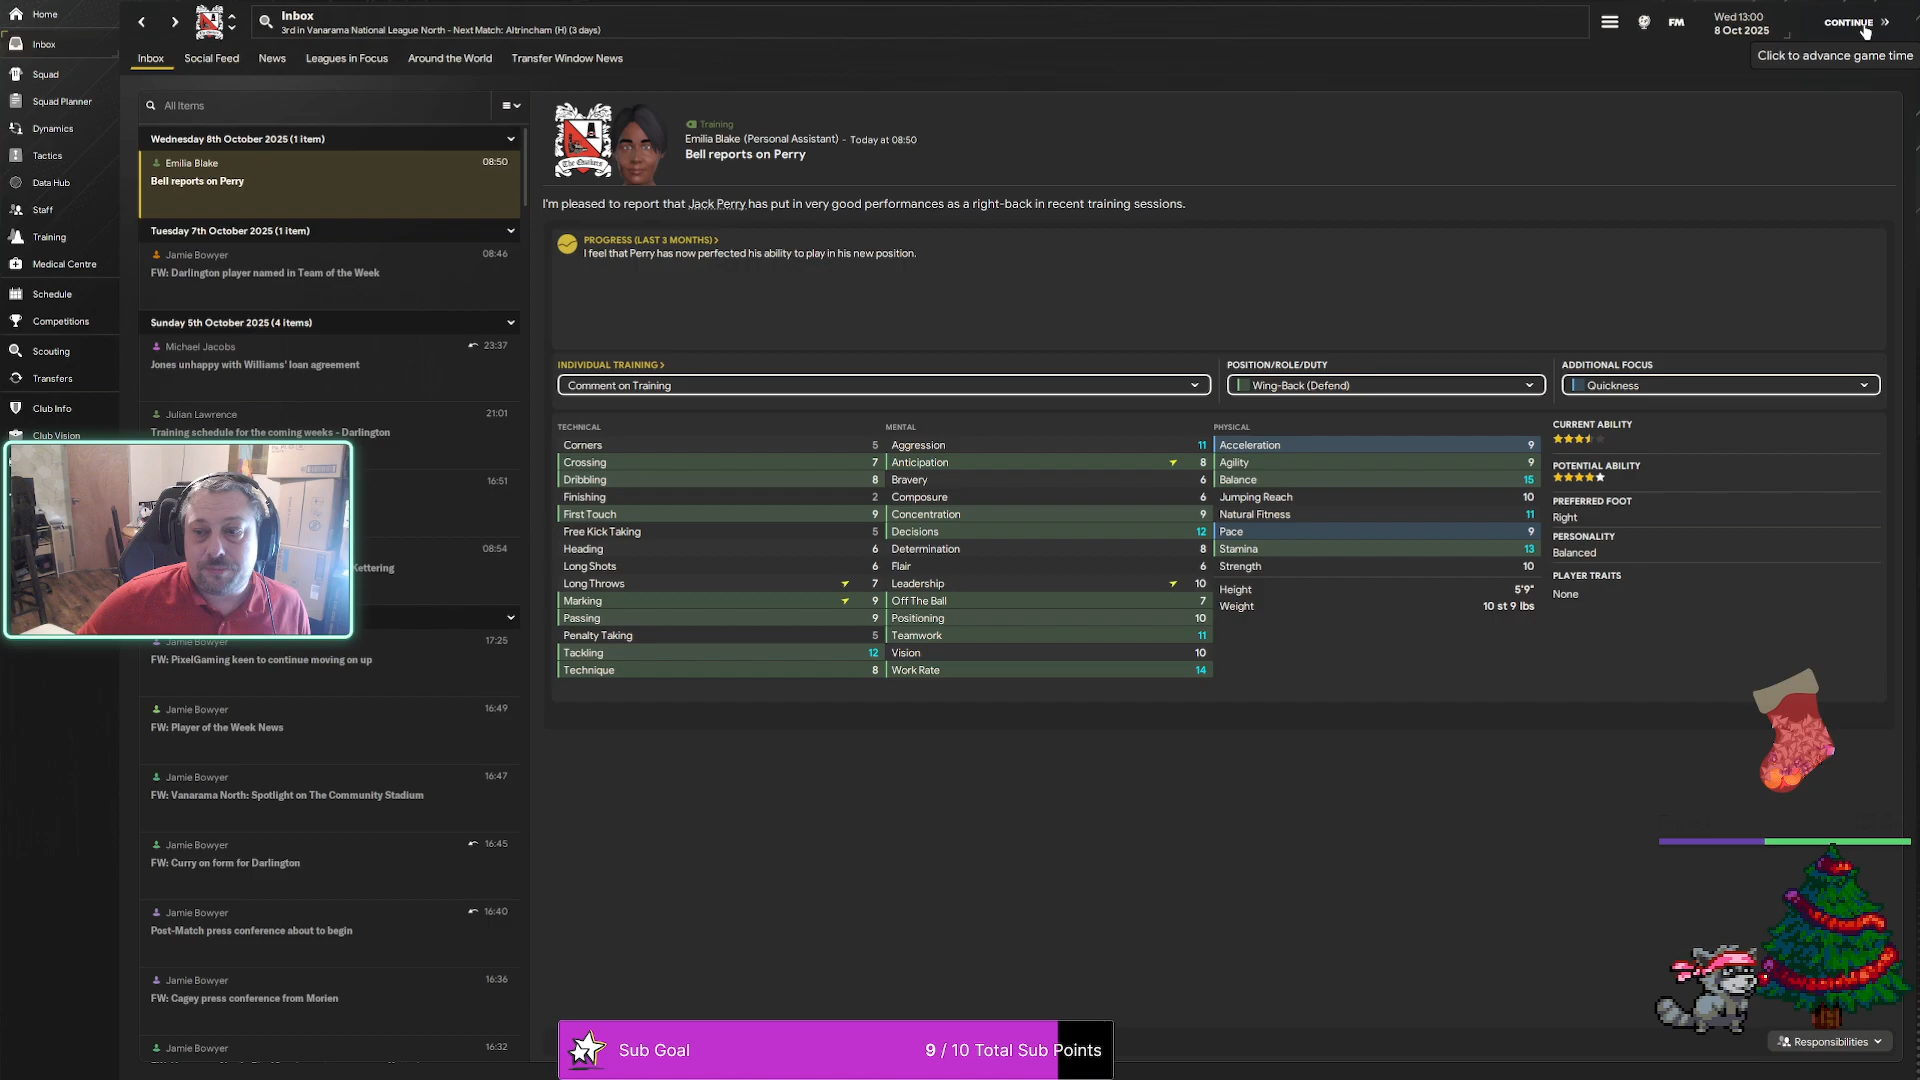 Home
Inbox
Squad
Squad Planner
Dynamics
Tactics
Data Hub
Staff
Training
Medical Centre
Schedule
Competitions
Scouting
Transfers
Club Info
Club Vision
Inbox
3rd in Vanarama National League North - Next Match: Altrincham (H) (3 days)
FM
Wed 13:00
8 Oct 2025
CONTINUE
Click to advance game time
Inbox Social Feed News Leagues in Focus Around the World Transfer Window News
All Items
Wednesday 8th October 2025 (1 item)
Emilia Blake 08:50
Bell reports on Perry
Tuesday 7th October 2025 (1 item)
Jamie Bowyer 08:46
FW: Darlington player named in Team of the Week
Sunday 5th October 2025 (4 items)
Michael Jacobs 23:37
Jones unhappy with Williams' loan agreement
Julian Lawrence 21:01
Training schedule for the coming weeks - Darlington
16:51
08:54
Kettering
Jamie Bowyer 17:25
FW: PixelGaming keen to continue moving on up
Jamie Bowyer 16:49
FW: Player of the Week News
Jamie Bowyer 16:47
FW: Vanarama North: Spotlight on The Community Stadium
Jamie Bowyer 16:45
FW: Curry on form for Darlington
Jamie Bowyer 16:40
Post-Match press conference about to begin
Jamie Bowyer 16:36
FW: Cagey press conference from Morien
Jamie Bowyer 16:32
The Quakers
Training
Emilia Blake (Personal Assistant) - Today at 08:50
Bell reports on Perry
I'm pleased to report that Jack Perry has put in very good performances as a right-back in recent training sessions.
PROGRESS (LAST 3 MONTHS) >
I feel that Perry has now perfected his ability to play in his new position.
INDIVIDUAL TRAINING > POSITION/ROLE/DUTY ADDITIONAL FOCUS
Comment on Training Wing-Back (Defend) Quickness
TECHNICAL MENTAL PHYSICAL
Corners 5 Aggression 11 Acceleration 9
Crossing 7 Anticipation 8 Agility 9
Dribbling 8 Bravery 6 Balance 15
Finishing 2 Composure 6 Jumping Reach 10
First Touch 9 Concentration 9 Natural Fitness 11
Free Kick Taking 5 Decisions 12 Pace 9
Heading 6 Determination 8 Stamina 13
Long Shots 6 Flair 6 Strength 10
Long Throws 7 Leadership 10 Height 5'9"
Marking 9 Off The Ball 7 Weight 10 st 9 lbs
Passing 9 Positioning 10
Penalty Taking 5 Teamwork 11
Tackling 12 Vision 10
Technique 8 Work Rate 14
CURRENT ABILITY
POTENTIAL ABILITY
PREFERRED FOOT
Right
PERSONALITY
Balanced
PLAYER TRAITS
None
Sub Goal 9 / 10 Total Sub Points
Responsibilities